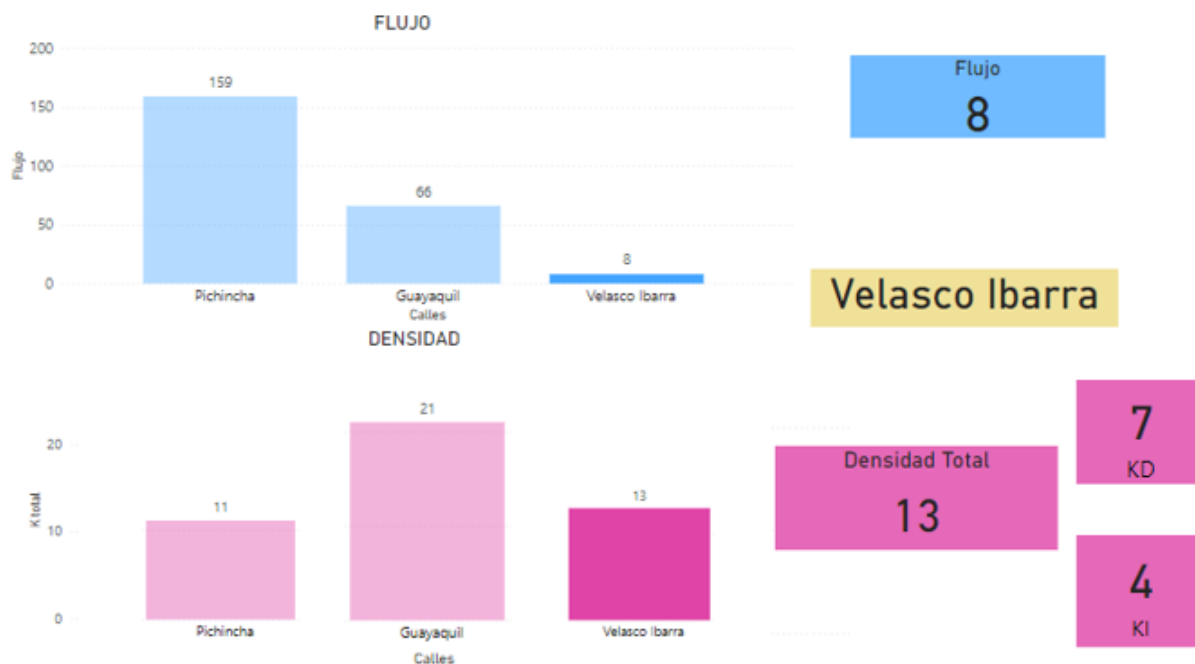 FLUJO
200
150
100
50
0
Flujo
159
66
8
Pichincha
Guayaquil
Velasco Ibarra
Calles
Flujo
8
Velasco Ibarra
DENSIDAD
20
10
0
K total
11
21
13
Pichincha
Guayaquil
Velasco Ibarra
Calles
Densidad Total
13
7
KD
4
KI